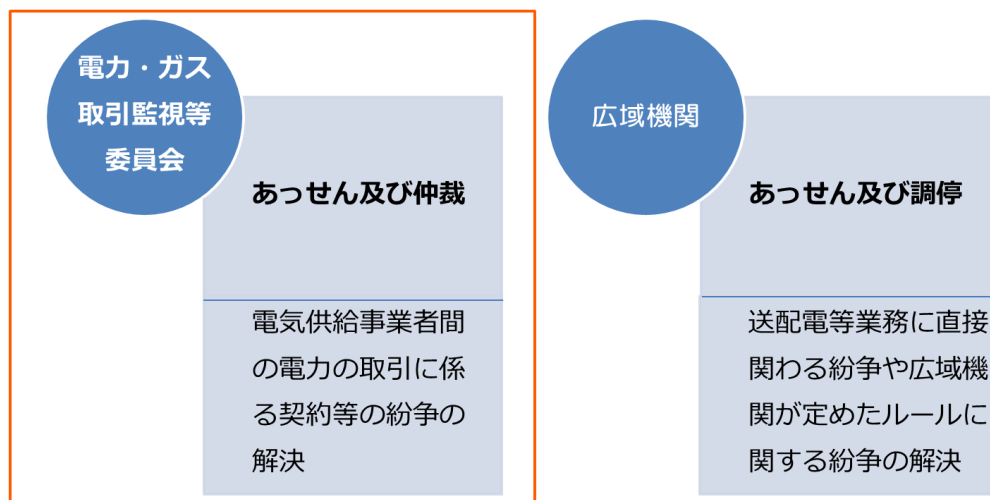 電力・ガス
取引監視等
委員会
あっせん及び仲裁
電気供給事業者間
の電力の取引に係
る契約等の紛争の
解決
広域機関
あっせん及び調停
送配電等業務に直接
関わる紛争や広域機
関が定めたルールに
関する紛争の解決